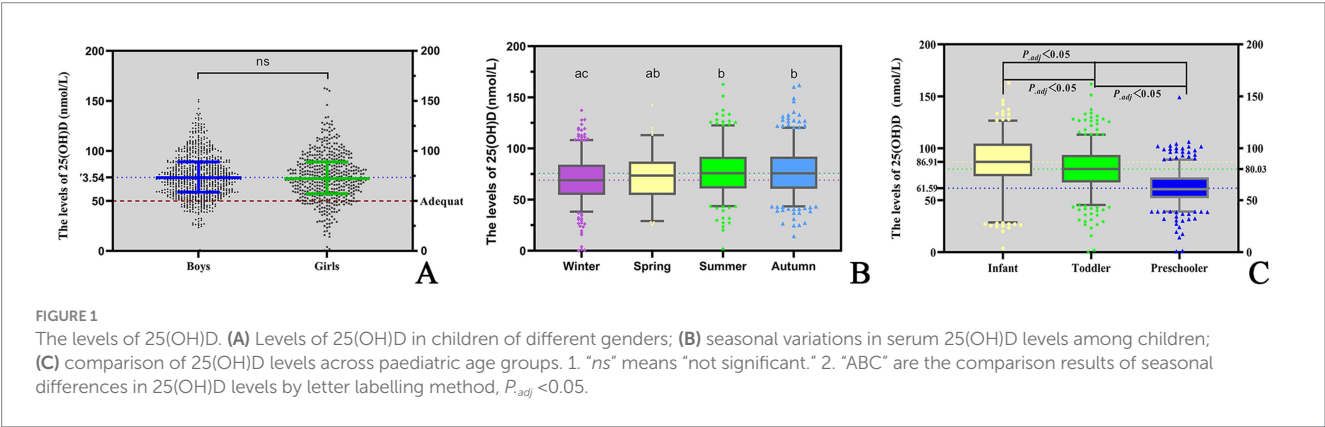 The levels of 25(OH)D (nmol/L)
200
150
100
'3.54
50
0
ns
200
150
100
50
Adequat
0
Boys Girls
A
The levels of 25(OH)D (nmol/L)
200
150
100
50
0
ac ab b b
Winter Spring Summer Autumn
B
The levels of 25(OH)D (nmol/L)
200
150
100
86.91
61.59
50
0
P.adj<0.05
P.adj<0.05 P.adj<0.05
200
150
100
80.03
50
0
Infant Toddler Preschooler
C
FIGURE 1
The levels of 25(OH)D. (A) Levels of 25(OH)D in children of different genders; (B) seasonal variations in serum 25(OH)D levels among children;
(C) comparison of 25(OH)D levels across paediatric age groups. 1. “ns” means “not significant.” 2. “ABC” are the comparison results of seasonal
differences in 25(OH)D levels by letter labelling method, P.adj <0.05.